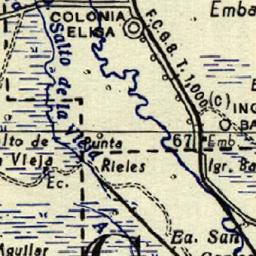 Emba
COLONIA
ELISA
F.C.G.B.T. 1,000
(c)
Salto de la Vieja
ING
BA
lto de
Vieja
Punta
Rieles
67
Emb.
Igr. Ba
Ec.
Aguilar
Ea. San